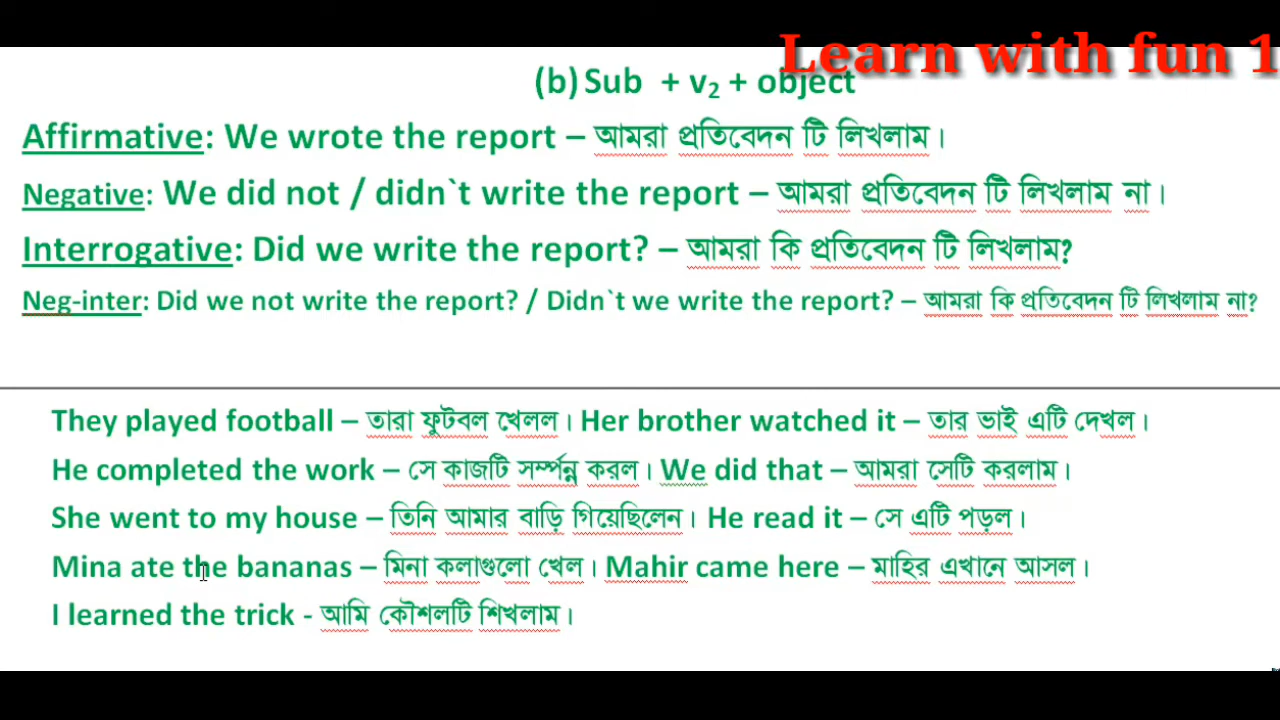 Learn with fun 1
(b) Sub + v₂ + object
Affirmative: We wrote the report – আমরা প্রতিবেদন টি লিখলাম।
Negative: We did not / didn`t write the report – আমরা প্রতিবেদন টি লিখলাম না।
Interrogative: Did we write the report? – আমরা কি প্রতিবেদন টি লিখলাম?
Neg-inter: Did we not write the report? / Didn`t we write the report? – আমরা কি প্রতিবেদন টি লিখলাম না?
They played football – তারা ফুটবল খেলল। Her brother watched it – তার ভাই এটি দেখল।
He completed the work – সে কাজটি সর্ম্পন্ন করল। We did that – আমরা সেটি করলাম।
She went to my house – তিনি আমার বাড়ি গিয়েছিলেন। He read it – সে এটি পড়ল।
Mina ate the bananas – মিনা কলাগুলো খেল। Mahir came here – মাহির এখানে আসল।
I learned the trick - আমি কৌশলটি শিখলাম।